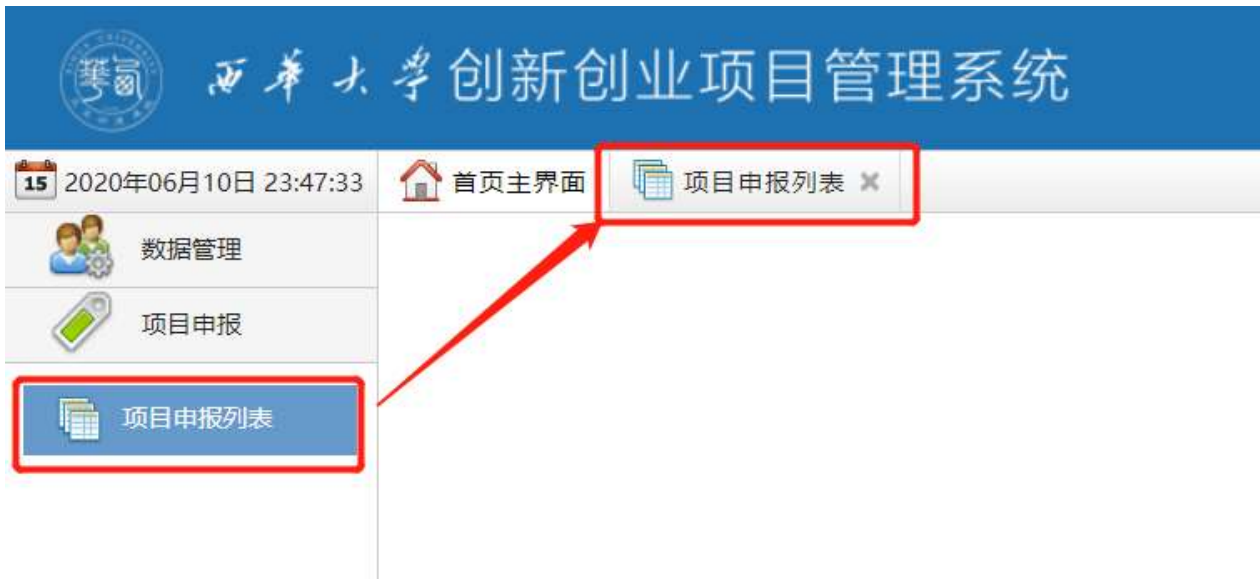 西华大学创新创业项目管理系统
15 2020年06月10日 23:47:33 首页主界面 项目申报列表
数据管理
项目申报
项目申报列表